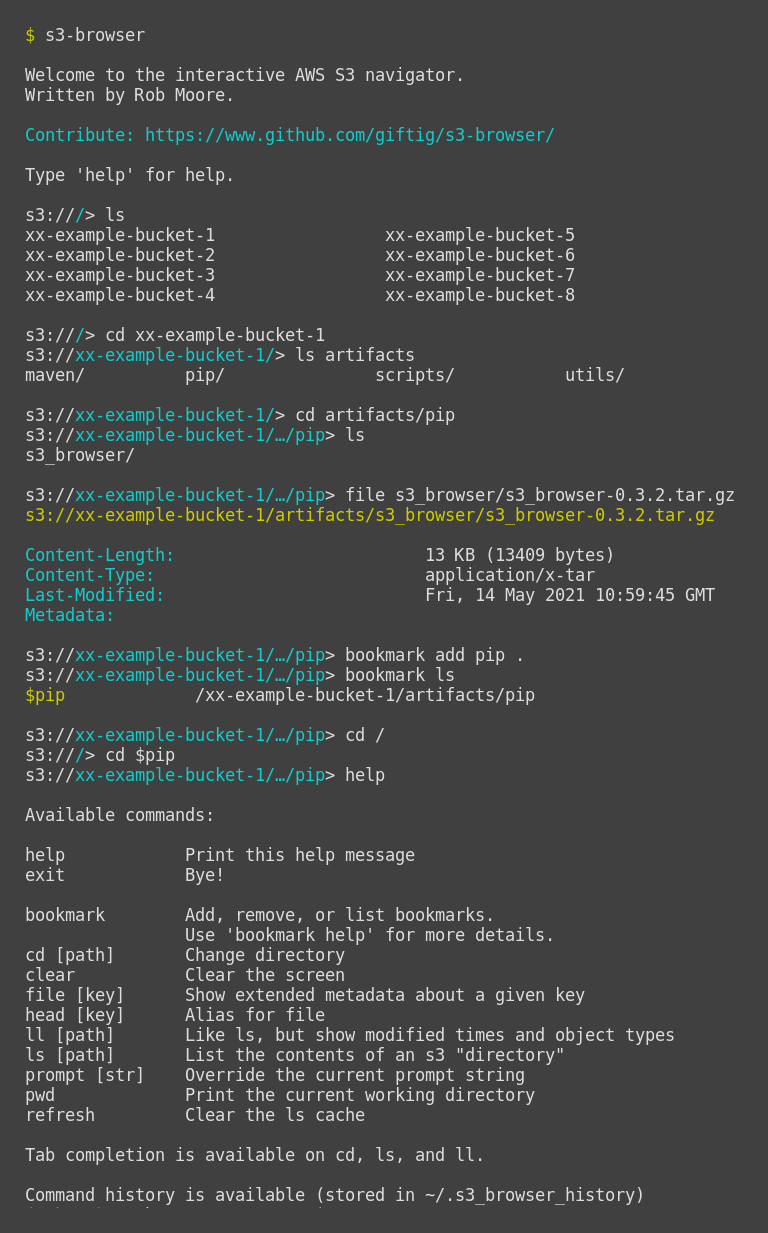 $ s3-browser
Welcome to the interactive AWS S3 navigator.
Written by Rob Moore.
Contribute: https://www.github.com/giftig/s3-browser/
Type 'help' for help.
s3:///> ls
xx-example-bucket-1 xx-example-bucket-5
xx-example-bucket-2 xx-example-bucket-6
xx-example-bucket-3 xx-example-bucket-7
xx-example-bucket-4 xx-example-bucket-8
s3:///> cd xx-example-bucket-1
s3://xx-example-bucket-1/> ls artifacts
maven/ pip/ scripts/ utils/
s3://xx-example-bucket-1/> cd artifacts/pip
s3://xx-example-bucket-1/…/pip> ls
s3_browser/
s3://xx-example-bucket-1/…/pip> file s3_browser/s3_browser-0.3.2.tar.gz
s3://xx-example-bucket-1/artifacts/s3_browser/s3_browser-0.3.2.tar.gz
Content-Length: 13 KB (13409 bytes)
Content-Type: application/x-tar
Last-Modified: Fri, 14 May 2021 10:59:45 GMT
Metadata:
s3://xx-example-bucket-1/…/pip> bookmark add pip .
s3://xx-example-bucket-1/…/pip> bookmark ls
$pip /xx-example-bucket-1/artifacts/pip
s3://xx-example-bucket-1/…/pip> cd /
s3:///> cd $pip
s3://xx-example-bucket-1/…/pip> help
Available commands:
help Print this help message
exit Bye!
bookmark Add, remove, or list bookmarks.
Use 'bookmark help' for more details.
cd [path] Change directory
clear Clear the screen
file [key] Show extended metadata about a given key
head [key] Alias for file
ll [path] Like ls, but show modified times and object types
ls [path] List the contents of an s3 "directory"
prompt [str] Override the current prompt string
pwd Print the current working directory
refresh Clear the ls cache
Tab completion is available on cd, ls, and ll.
Command history is available (stored in ~/.s3_browser_history)